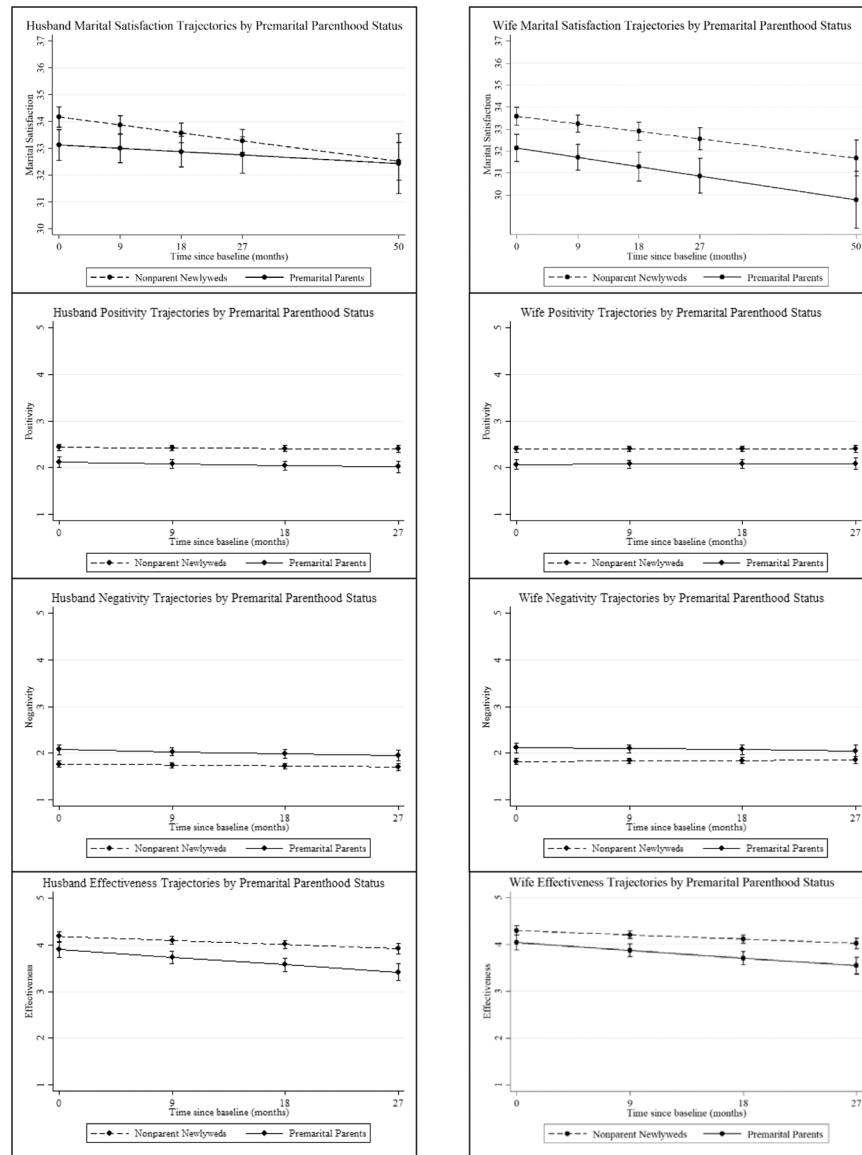 Husband Marital Satisfaction Trajectories by Premarital Parenthood Status
Marital Satisfaction
37
36
35
34
33
32
31
30
0 9 18 27 50
Time since baseline (months)
Nonparent Newlyweds Premarital Parents
Wife Marital Satisfaction Trajectories by Premarital Parenthood Status
Marital Satisfaction
37
36
35
34
33
32
31
30
0 9 18 27 50
Time since baseline (months)
Nonparent Newlyweds Premarital Parents
Husband Positivity Trajectories by Premarital Parenthood Status
Positivity
5
4
3
2
1
0 9 18 27
Time since baseline (months)
Nonparent Newlyweds Premarital Parents
Wife Positivity Trajectories by Premarital Parenthood Status
Positivity
5
4
3
2
1
0 9 18 27
Time since baseline (months)
Nonparent Newlyweds Premarital Parents
Husband Negativity Trajectories by Premarital Parenthood Status
Negativity
5
4
3
2
1
0 9 18 27
Time since baseline (months)
Nonparent Newlyweds Premarital Parents
Wife Negativity Trajectories by Premarital Parenthood Status
Negativity
5
4
3
2
1
0 9 18 27
Time since baseline (months)
Nonparent Newlyweds Premarital Parents
Husband Effectiveness Trajectories by Premarital Parenthood Status
Effectiveness
5
4
3
2
1
0 9 18 27
Time since baseline (months)
Nonparent Newlyweds Premarital Parents
Wife Effectiveness Trajectories by Premarital Parenthood Status
Effectiveness
5
4
3
2
1
0 9 18 27
Time since baseline (months)
Nonparent Newlyweds Premarital Parents